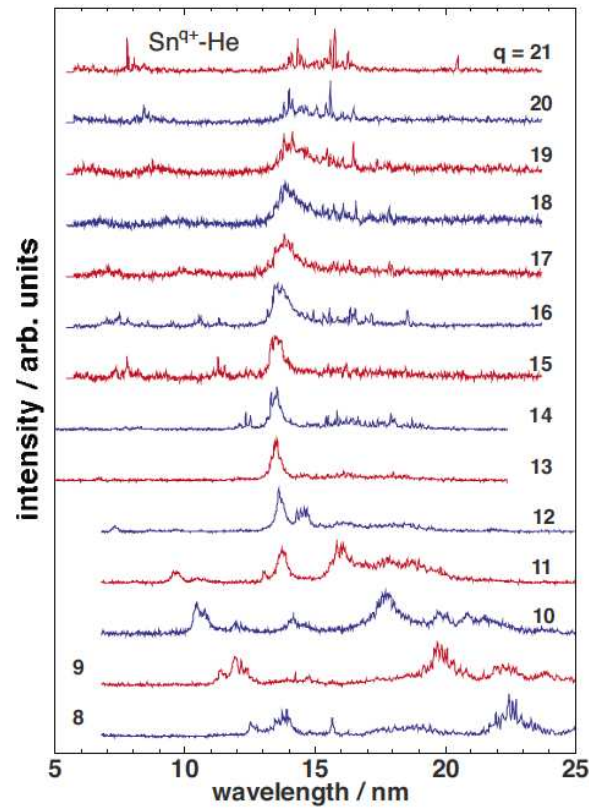 Sn^q+-He
q = 21
20
19
18
17
16
15
14
13
12
11
10
9
8
intensity / arb. units
5 10 15 20 25
wavelength / nm